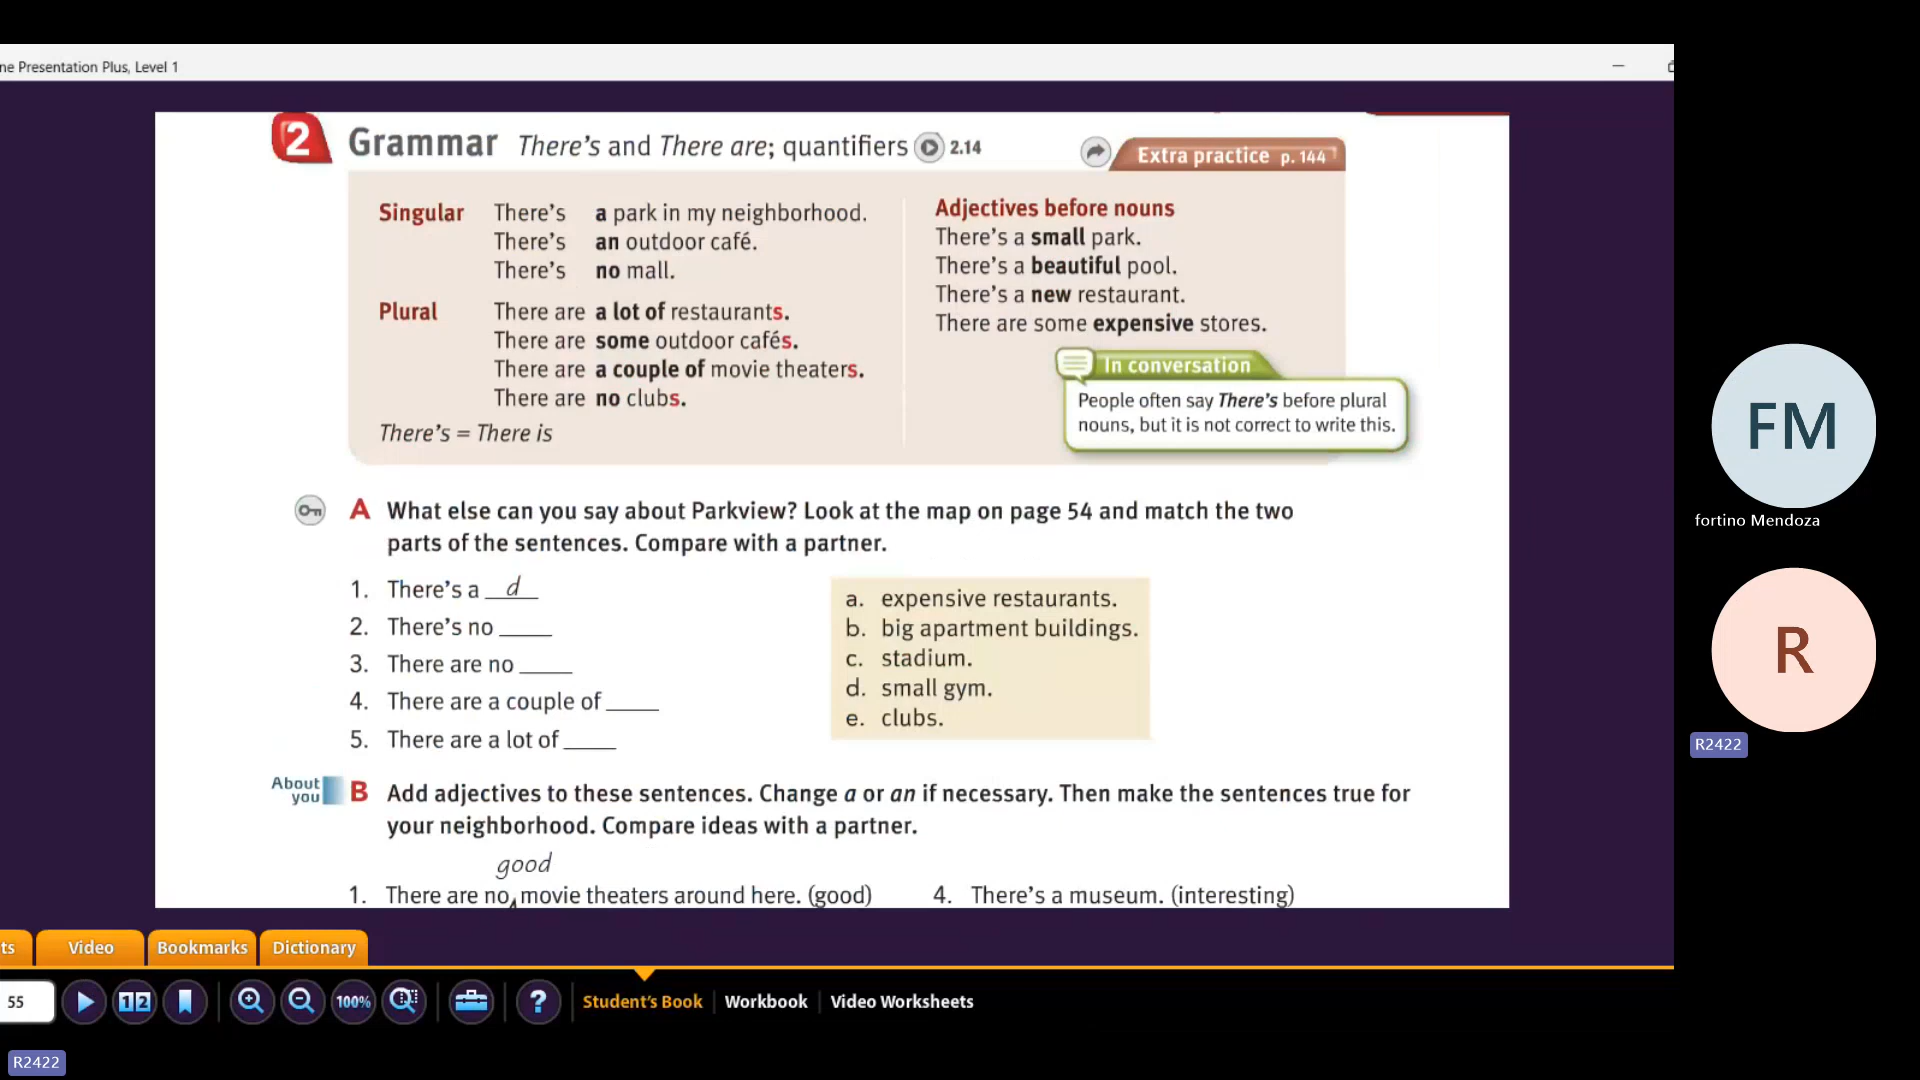 ne Presentation Plus, Level 1
2 Grammar There's and There are; quantifiers 2.14
Extra practice p. 144
Singular There's a park in my neighborhood.
There's an outdoor café.
There's no mall.
Plural There are a lot of restaurants.
There are some outdoor cafés.
There are a couple of movie theaters.
There are no clubs.
There's = There is
Adjectives before nouns
There's a small park.
There's a beautiful pool.
There's a new restaurant.
There are some expensive stores.
In conversation
People often say There's before plural
nouns, but it is not correct to write this.
A What else can you say about Parkview? Look at the map on page 54 and match the two
parts of the sentences. Compare with a partner.
1. There's a __d__
2. There's no ____
3. There are no ____
4. There are a couple of ____
5. There are a lot of ____
a. expensive restaurants.
b. big apartment buildings.
c. stadium.
d. small gym.
e. clubs.
About
you
B Add adjectives to these sentences. Change a or an if necessary. Then make the sentences true for
your neighborhood. Compare ideas with a partner.
good
1. There are no movie theaters around here. (good)
4. There's a museum. (interesting)
FM
fortino Mendoza
R
R2422
ts Video Bookmarks Dictionary
55 1 2 100% ? Student's Book Workbook Video Worksheets
R2422